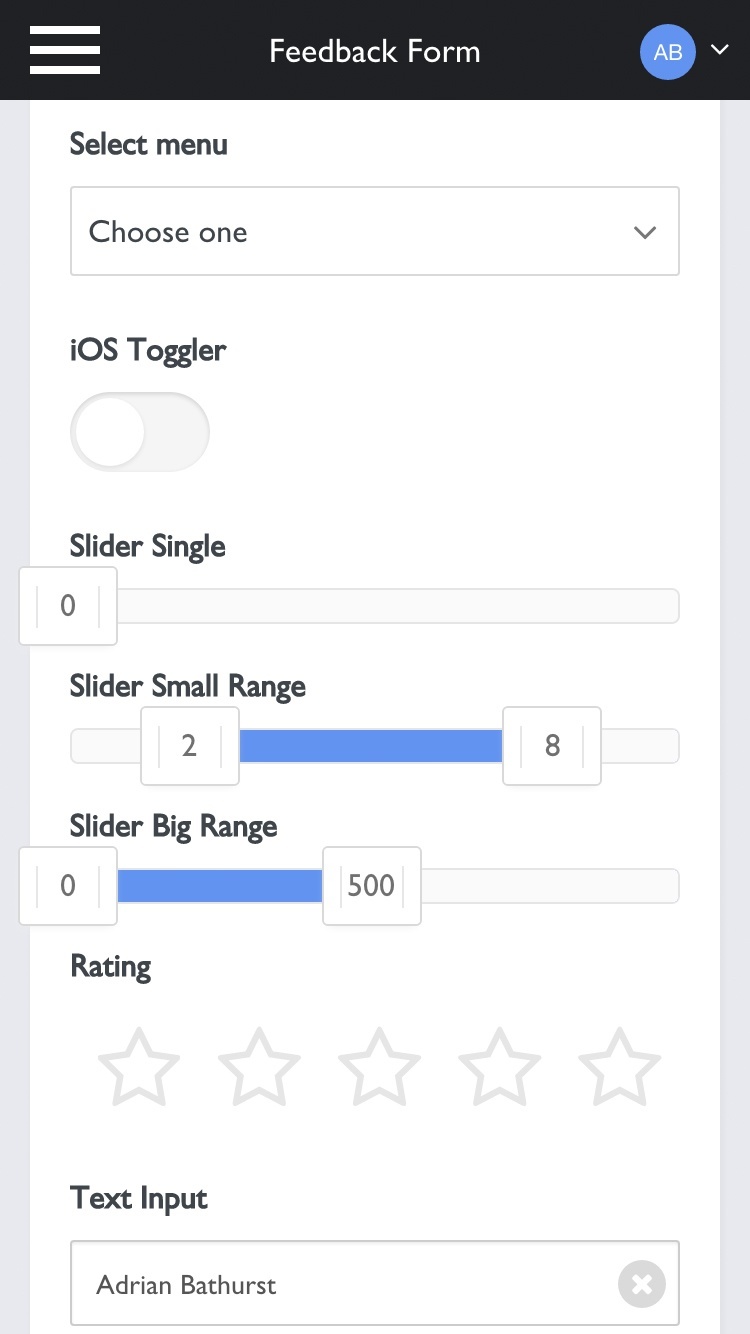 Feedback Form
AB
Select menu
Choose one
iOS Toggler
Slider Single
0
Slider Small Range
2 8
Slider Big Range
0 500
Rating
Text Input
Adrian Bathurst